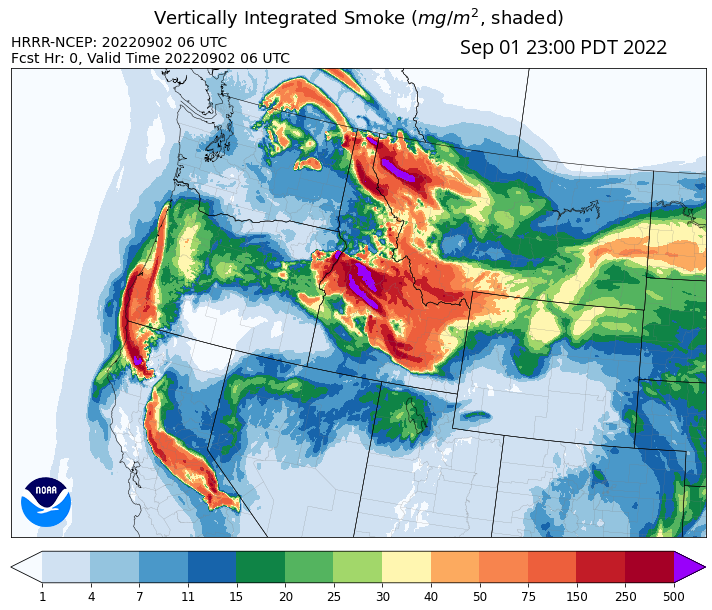 Vertically Integrated Smoke (mg/m², shaded)
HRRR-NCEP: 20220902 06 UTC
Fcst Hr: 0, Valid Time 20220902 06 UTC
Sep 01 23:00 PDT 2022
NOAA
1 4 7 11 15 20 25 30 40 50 75 150 250 500